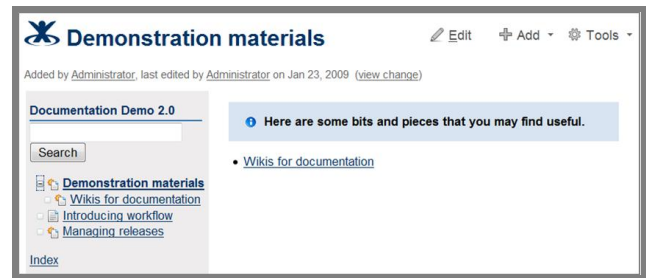 Demonstration materials
Edit
Add
Tools
Added by Administrator, last edited by Administrator on Jan 23, 2009 (view change)
Documentation Demo 2.0
Search
Demonstration materials
Wikis for documentation
Introducing workflow
Managing releases
Index
Here are some bits and pieces that you may find useful.
Wikis for documentation